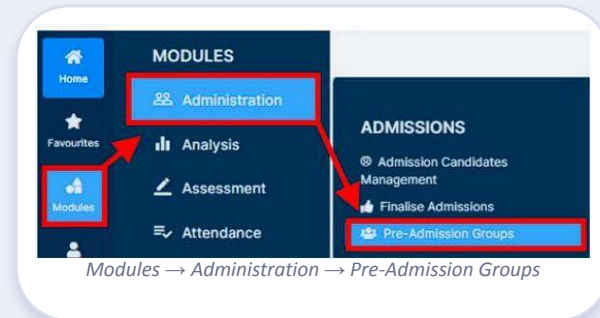 Home
Favourites
Modules
MODULES
Administration
Analysis
Assessment
Attendance
ADMISSIONS
Admission Candidates
Management
Finalise Admissions
Pre-Admission Groups
Modules → Administration → Pre-Admission Groups